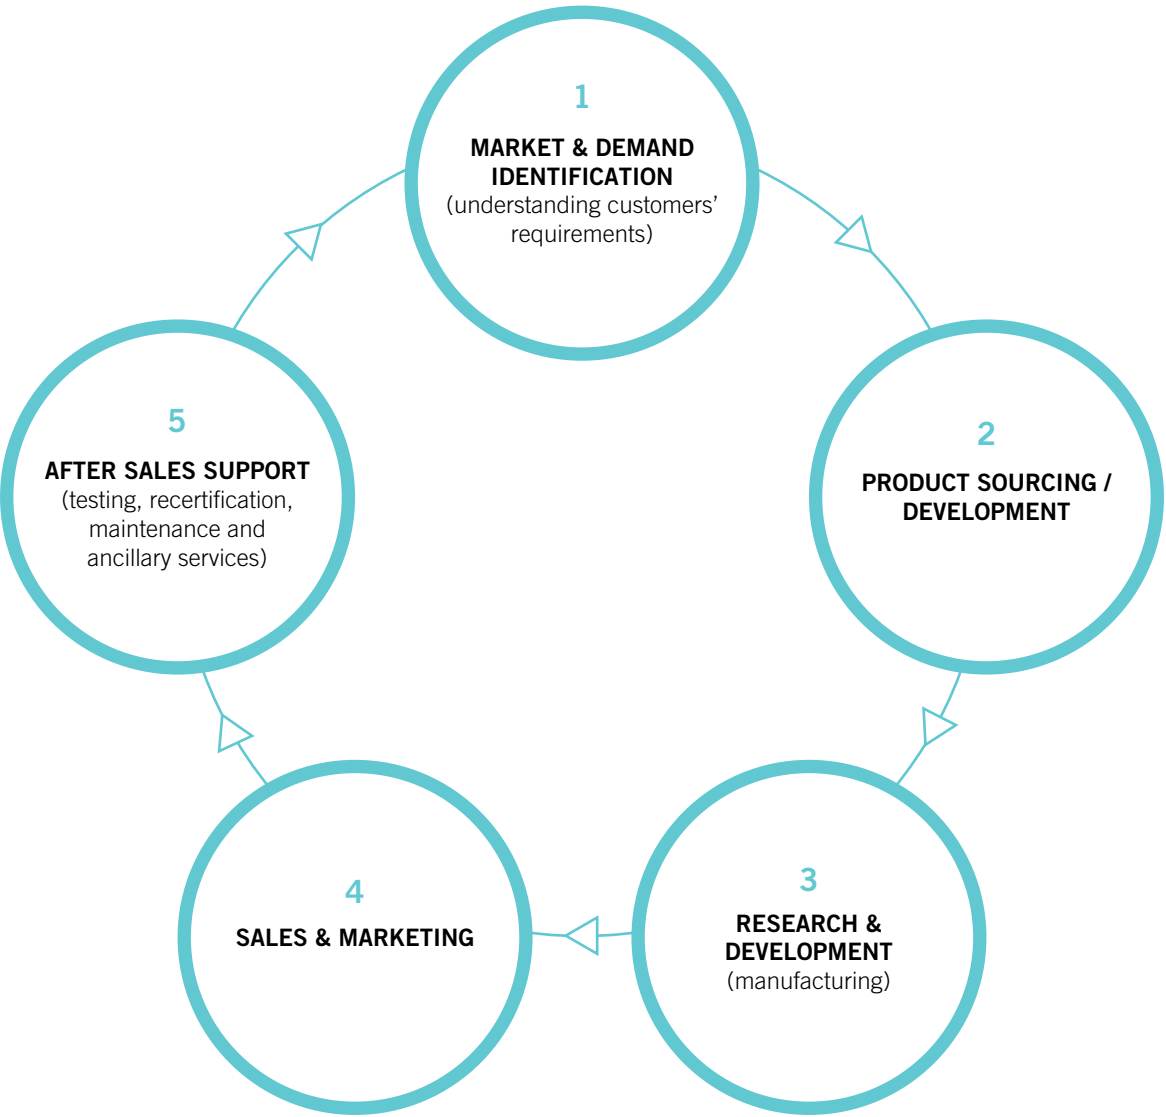 1
MARKET & DEMAND
IDENTIFICATION
(understanding customers’
requirements)
2
PRODUCT SOURCING /
DEVELOPMENT
3
RESEARCH &
DEVELOPMENT
(manufacturing)
4
SALES & MARKETING
5
AFTER SALES SUPPORT
(testing, recertification,
maintenance and
ancillary services)